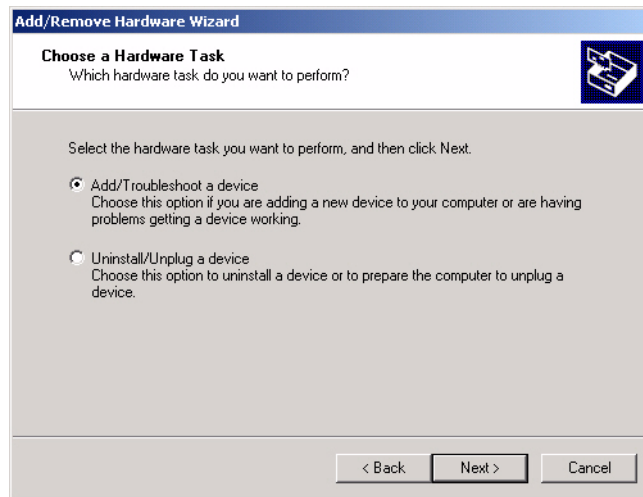 Add/Remove Hardware Wizard
Choose a Hardware Task
Which hardware task do you want to perform?
Select the hardware task you want to perform, and then click Next.
Add/Troubleshoot a device
Choose this option if you are adding a new device to your computer or are having
problems getting a device working.
Uninstall/Unplug a device
Choose this option to uninstall a device or to prepare the computer to unplug a
device.
< Back Next > Cancel